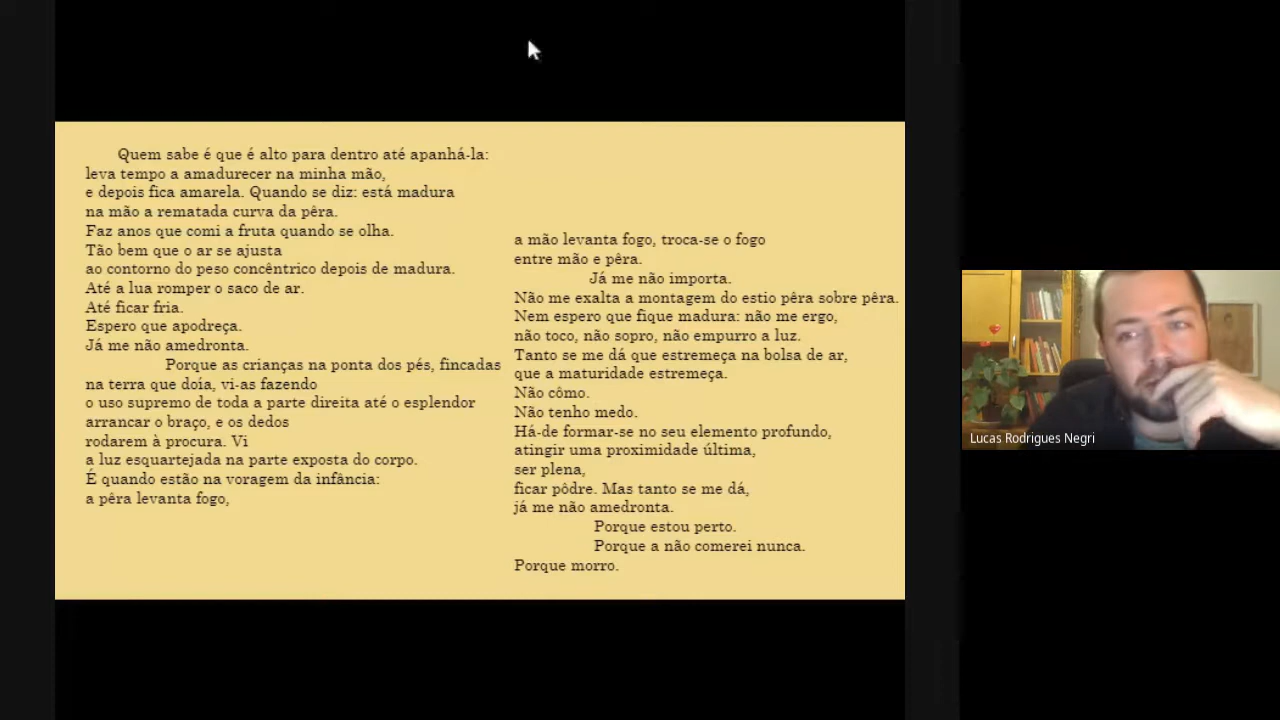 Quem sabe é que é alto para dentro até apanhá-la:
leva tempo a amadurecer na minha mão,
e depois fica amarela. Quando se diz: está madura
na mão a rematada curva da pêra.
Faz anos que comi a fruta quando se olha.
Tão bem que o ar se ajusta
ao contorno do peso concêntrico depois de madura.
Até a lua romper o saco de ar.
Até ficar fria.
Espero que apodreça.
Já me não amedronta.
Porque as crianças na ponta dos pés, fincadas
na terra que doía, vi-as fazendo
o uso supremo de toda a parte direita até o esplendor
arrancar o braço, e os dedos
rodarem à procura. Vi
a luz esquartejada na parte exposta do corpo.
É quando estão na voragem da infância:
a pêra levanta fogo,
a mão levanta fogo, troca-se o fogo
entre mão e pêra.
Já me não importa.
Não me exalta a montagem do estio pêra sobre pêra.
Nem espero que fique madura: não me ergo,
não toco, não sopro, não empurro a luz.
Tanto se me dá que estremeça na bolsa de ar,
que a maturidade estremeça.
Não cômo.
Não tenho medo.
Há-de formar-se no seu elemento profundo,
atingir uma proximidade última,
ser plena,
ficar pôdre. Mas tanto se me dá,
já me não amedronta.
Porque estou perto.
Porque a não comerei nunca.
Porque morro.
Lucas Rodrigues Negri